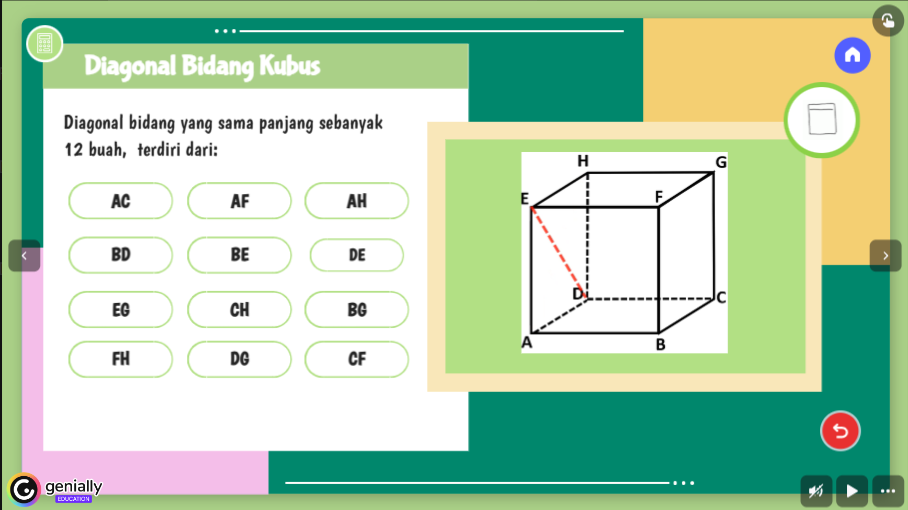 Diagonal Bidang Kubus
Diagonal bidang yang sama panjang sebanyak
12 buah, terdiri dari:
AC AF AH
BD BE DE
EG CH BG
FH DG CF
H G
E F
D C
A B
genially
EDUCATION